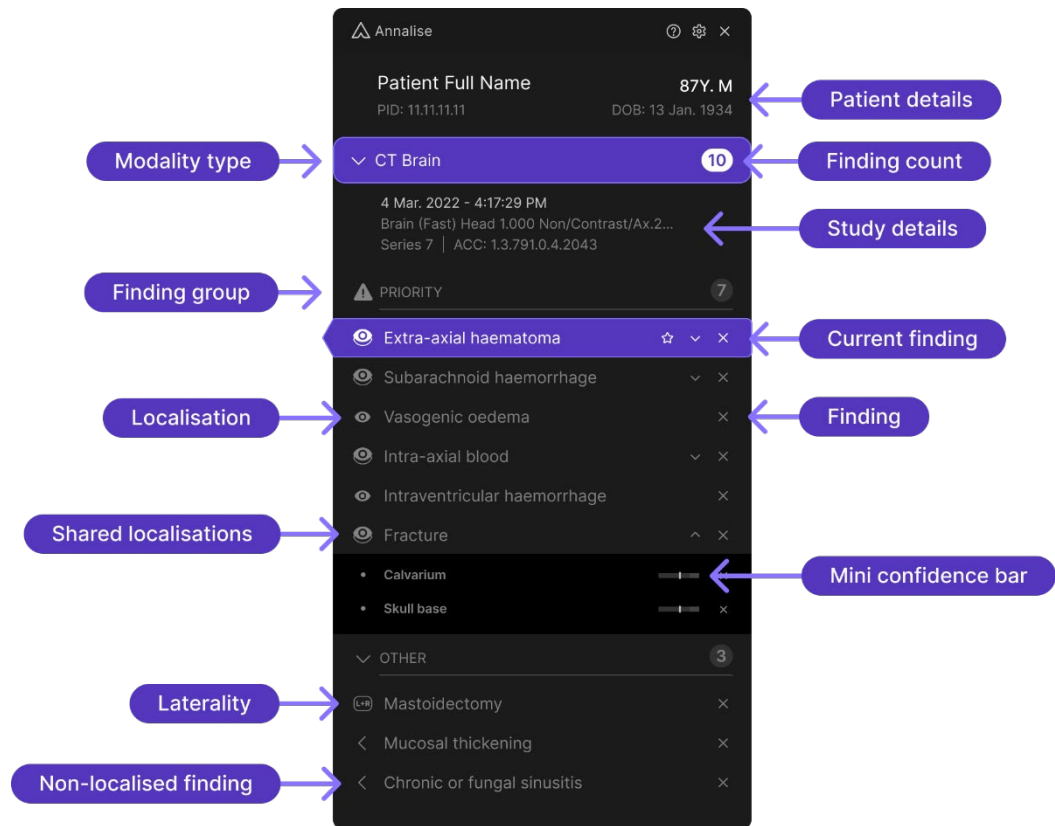 Annalise
Patient Full Name 87Y. M
PID: 11.11.11.11 DOB: 13 Jan. 1934
Patient details
Modality type
CT Brain 10
Finding count
4 Mar. 2022 - 4:17:29 PM
Brain (Fast) Head 1.000 Non/Contrast/Ax.2...
Series 7 | ACC: 1.3.791.0.4.2043
Study details
Finding group
PRIORITY 7
Extra-axial haematoma
Current finding
Subarachnoid haemorrhage
Localisation
Vasogenic oedema
Finding
Intra-axial blood
Intraventricular haemorrhage
Shared localisations
Fracture
Calvarium
Mini confidence bar
Skull base
OTHER 3
Laterality
L+R Mastoidectomy
Mucosal thickening
Non-localised finding
Chronic or fungal sinusitis